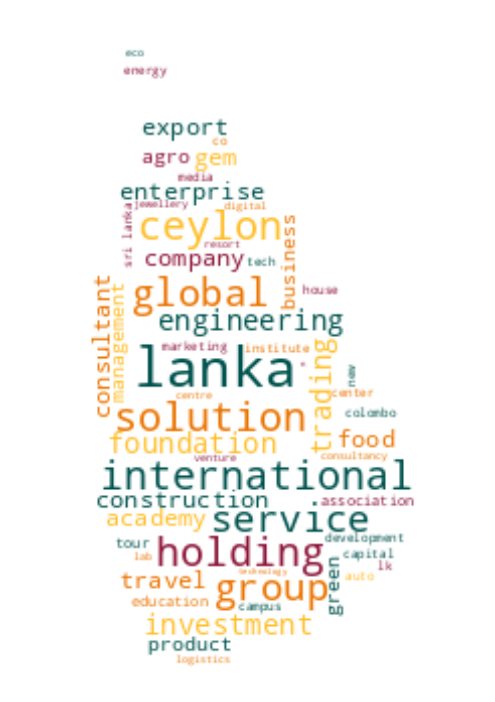 eco
energy
export
co
agro gem
media
enterprise
jewellery digital
sri lanka
ceylon
business
resort
company tech
global
house
consultant
management
engineering
marketing institute
trading
lanka
new
centre
center
solution
colombo
foundation
food
venture
consultancy
international
construction
association
academy service
tour
development
lab
holding
capital
lk
technology
travel
group
green
auto
education
campus
investment
product
logistics